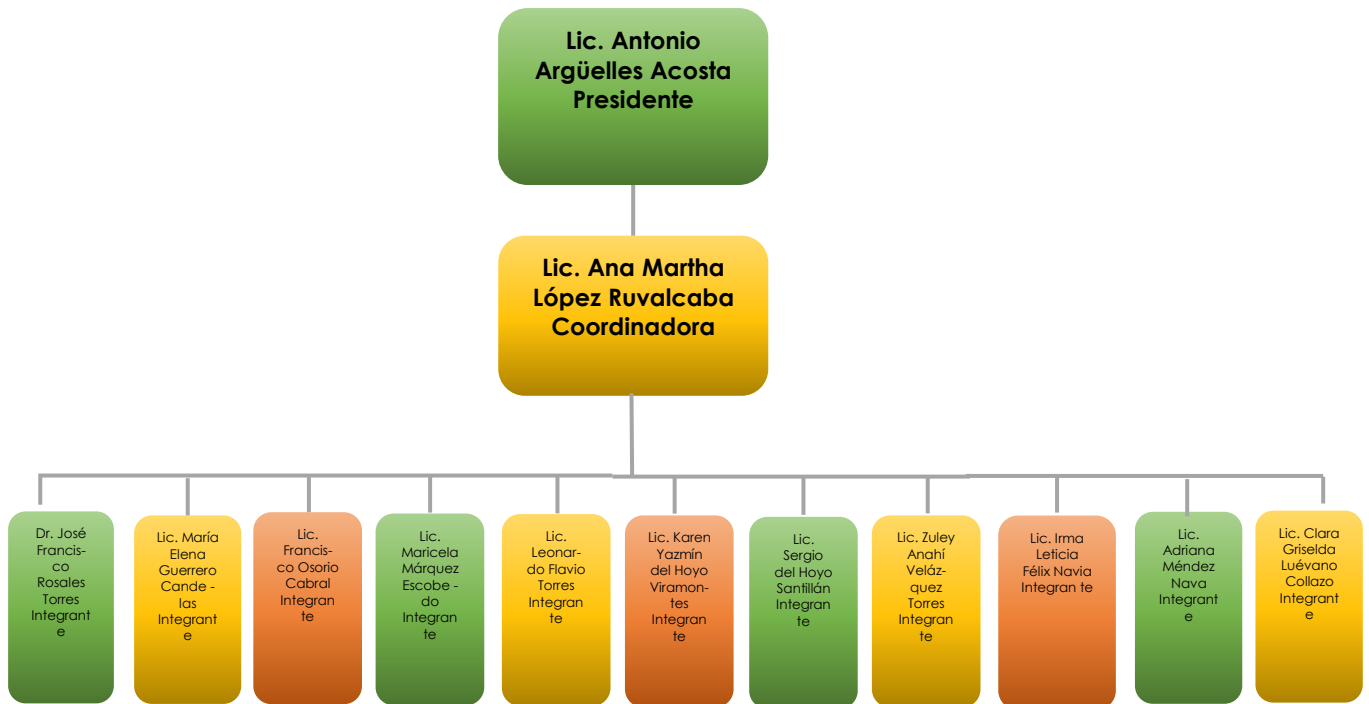 Lic. Antonio
Argüelles Acosta
Presidente
Lic. Ana Martha
López Ruvalcaba
Coordinadora
Dr. José
Francis-
co
Rosales
Torres
Integrant
e
Lic. María
Elena
Guerrero
Cande -
las
Integrant
e
Lic.
Francis-
co Osorio
Cabral
Integran
te
Lic.
Maricela
Márquez
Escobe -
do
Integran
te
Lic.
Leonar-
do Flavio
Torres
Integran
te
Lic. Karen
Yazmín
del Hoyo
Viramon-
tes
Integran
te
Lic.
Sergio
del Hoyo
Santillán
Integran
te
Lic. Zuley
Anahí
Veláz-
quez
Torres
Integran
te
Lic. Irma
Leticia
Félix Navia
Integran te
Lic.
Adriana
Méndez
Nava
Integrant
e
Lic. Clara
Griselda
Luévano
Collazo
Integrant
e